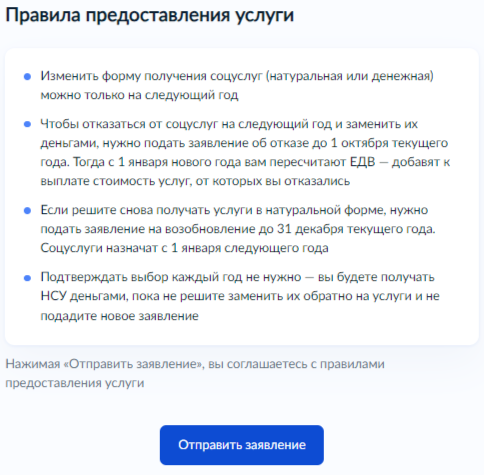 Правила предоставления услуги
Изменить форму получения соцуслуг (натуральная или денежная)
можно только на следующий год
Чтобы отказаться от соцуслуг на следующий год и заменить их
деньгами, нужно подать заявление об отказе до 1 октября текущего
года. Тогда с 1 января нового года вам пересчитают ЕДВ — добавят к
выплате стоимость услуг, от которых вы отказались
Если решите снова получать услуги в натуральной форме, нужно
подать заявление на возобновление до 31 декабря текущего года.
Соцуслуги назначат с 1 января следующего года
Подтверждать выбор каждый год не нужно — вы будете получать
НСУ деньгами, пока не решите заменить их обратно на услуги и не
подадите новое заявление
Нажимая «Отправить заявление», вы соглашаетесь с правилами
предоставления услуги
Отправить заявление